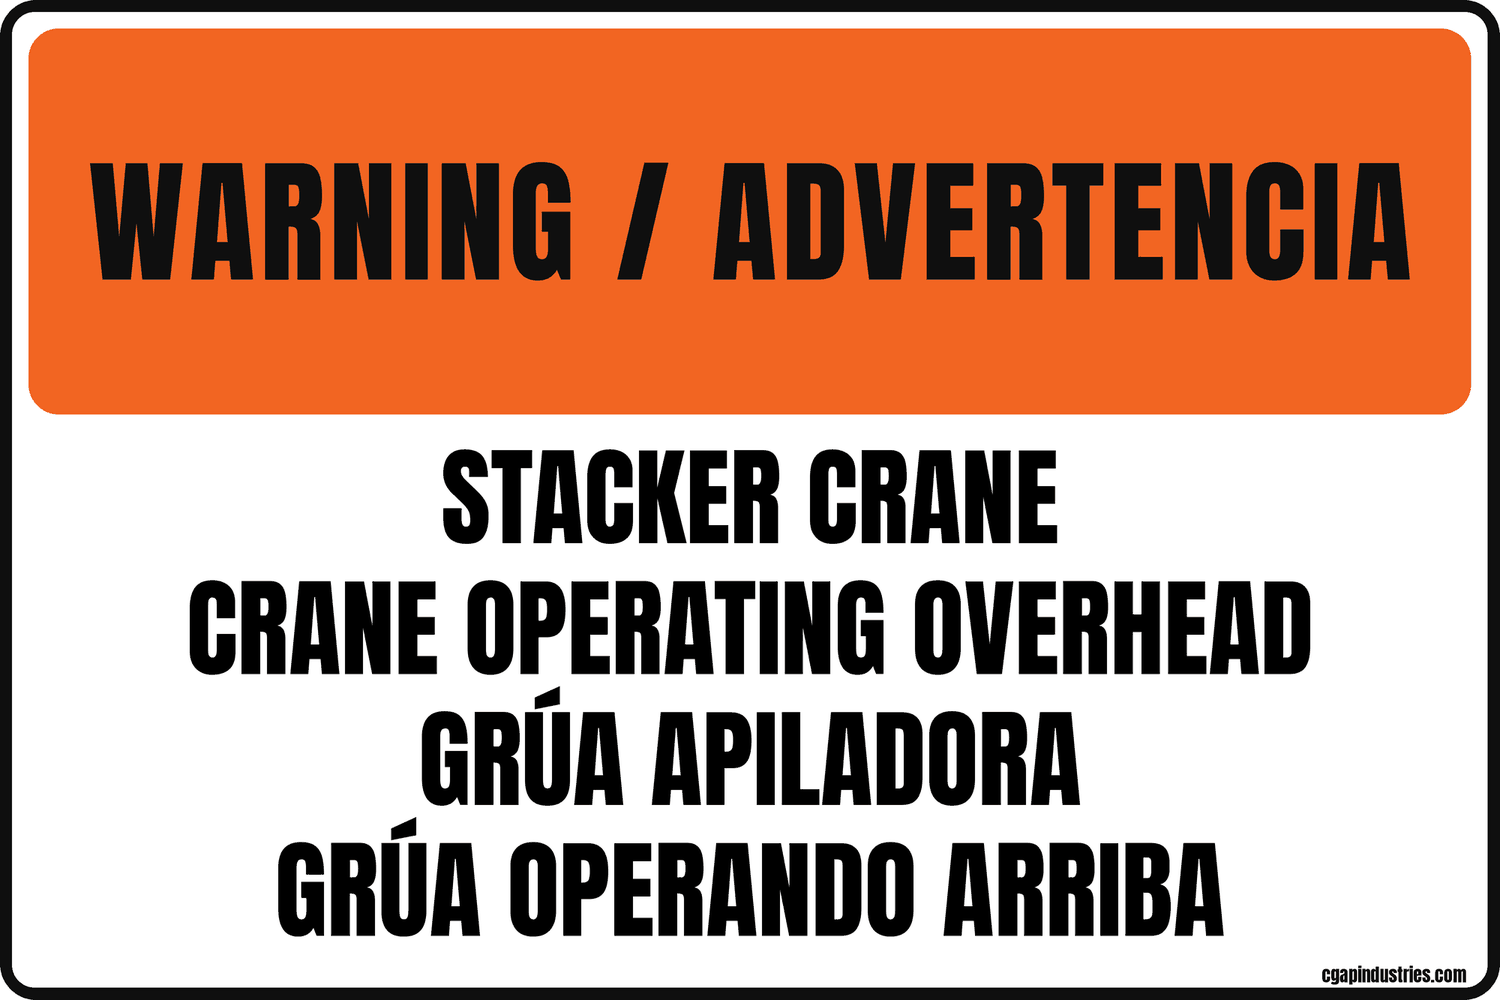 WARNING / ADVERTENCIA
STACKER CRANE
CRANE OPERATING OVERHEAD
GRÚA APILADORA
GRÚA OPERANDO ARRIBA
cgapindustries.com